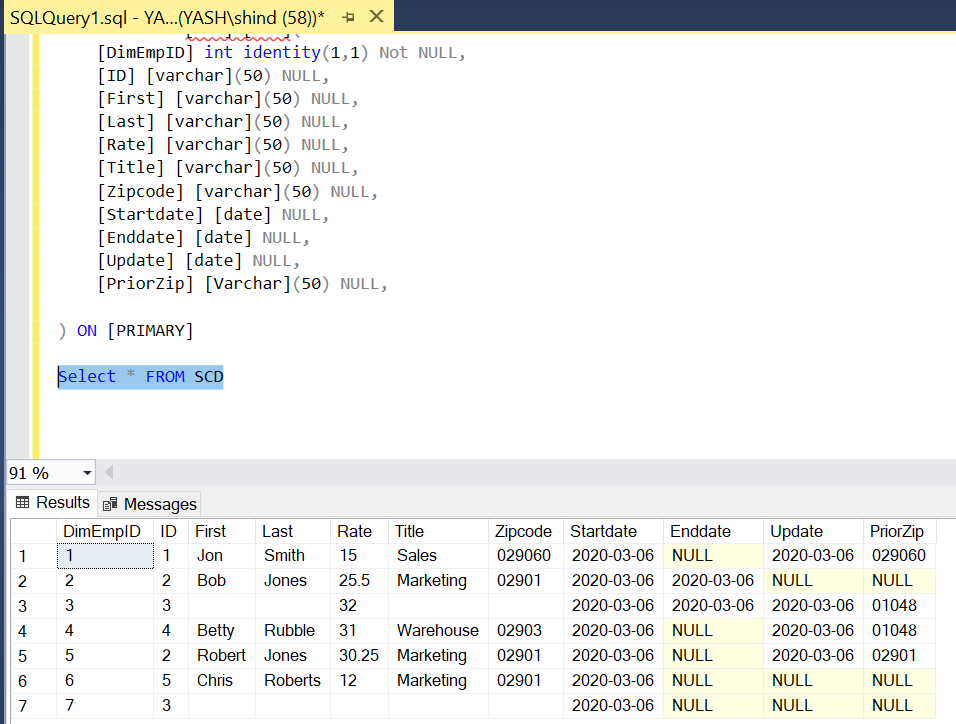 SQLQuery1.sql - YA...(YASH\shind (58))*
[DimEmpID] int identity(1,1) Not NULL,
[ID] [varchar](50) NULL,
[First] [varchar](50) NULL,
[Last] [varchar](50) NULL,
[Rate] [varchar](50) NULL,
[Title] [varchar](50) NULL,
[Zipcode] [varchar](50) NULL,
[Startdate] [date] NULL,
[Enddate] [date] NULL,
[Update] [date] NULL,
[PriorZip] [Varchar](50) NULL,
) ON [PRIMARY]
Select * FROM SCD
91 %
Results Messages
DimEmpID ID First Last Rate Title Zipcode Startdate Enddate Update PriorZip
1 1 1 Jon Smith 15 Sales 029060 2020-03-06 NULL 2020-03-06 029060
2 2 2 Bob Jones 25.5 Marketing 02901 2020-03-06 2020-03-06 NULL NULL
3 3 3 32 2020-03-06 2020-03-06 2020-03-06 01048
4 4 4 Betty Rubble 31 Warehouse 02903 2020-03-06 NULL 2020-03-06 01048
5 5 2 Robert Jones 30.25 Marketing 02901 2020-03-06 NULL 2020-03-06 02901
6 6 5 Chris Roberts 12 Marketing 02901 2020-03-06 NULL NULL NULL
7 7 3 2020-03-06 NULL NULL NULL